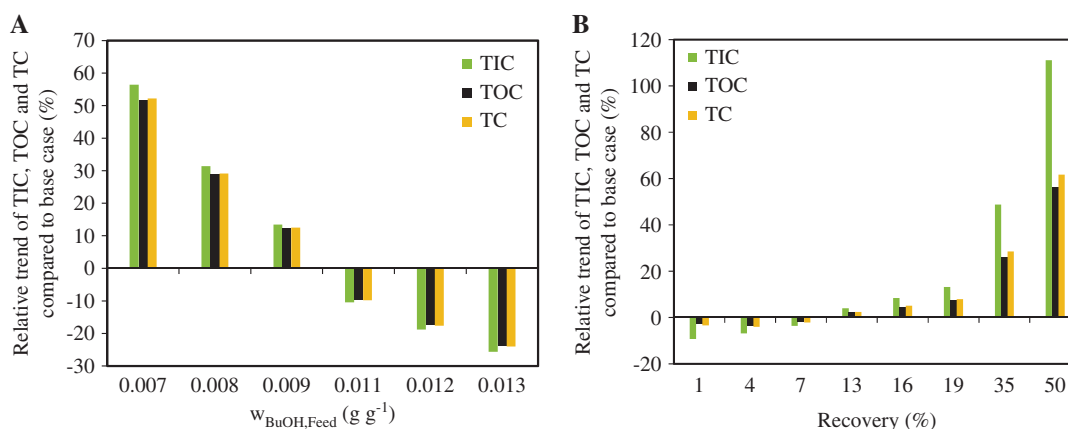 A
Relative trend of TIC, TOC and TC
compared to base case (%)
70
60
50
40
30
20
10
0
-10
-20
-30
TIC
TOC
TC
0.007 0.008 0.009 0.011 0.012 0.013
wBuOH,Feed (g g-1)
B
Relative trend of TIC, TOC and TC
compared to base case (%)
120
100
80
60
40
20
0
-20
TIC
TOC
TC
1 4 7 13 16 19 35 50
Recovery (%)